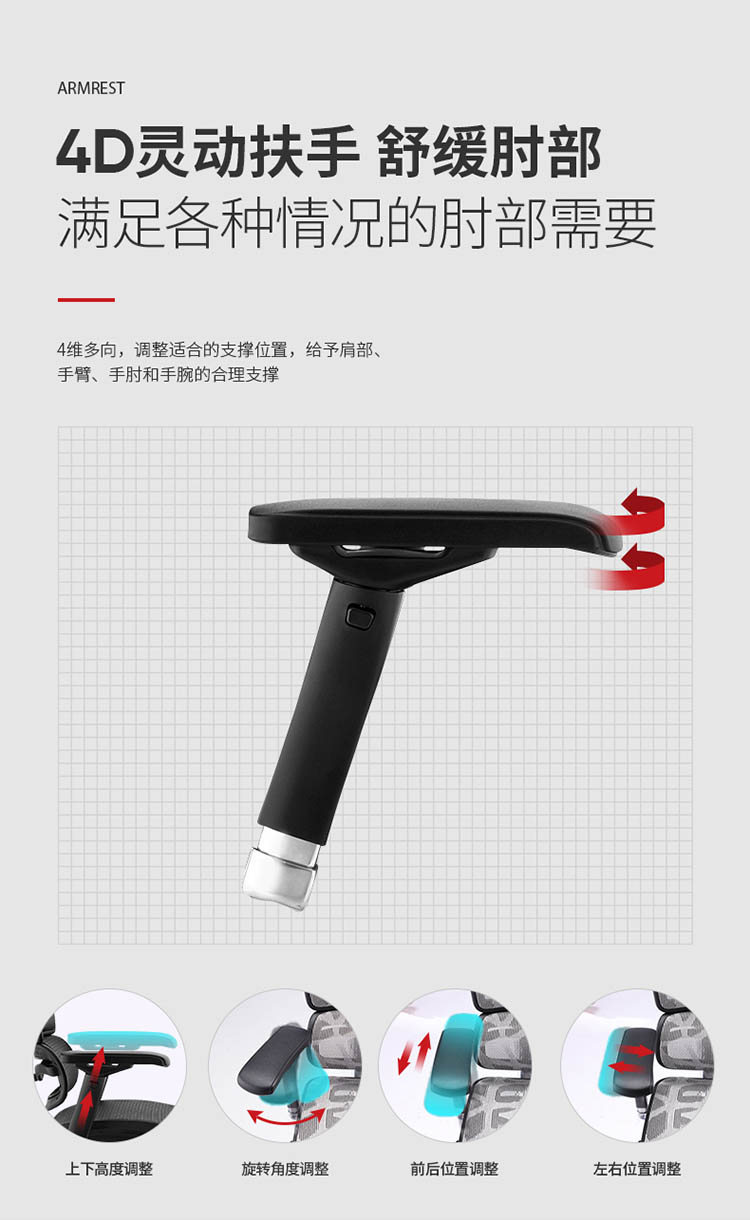 ARMREST
4D灵动扶手 舒缓肘部
满足各种情况的肘部需要
4维多向，调整适合的支撑位置，给予肩部、
手臂、手肘和手腕的合理支撑
上下高度调整
旋转角度调整
前后位置调整
左右位置调整